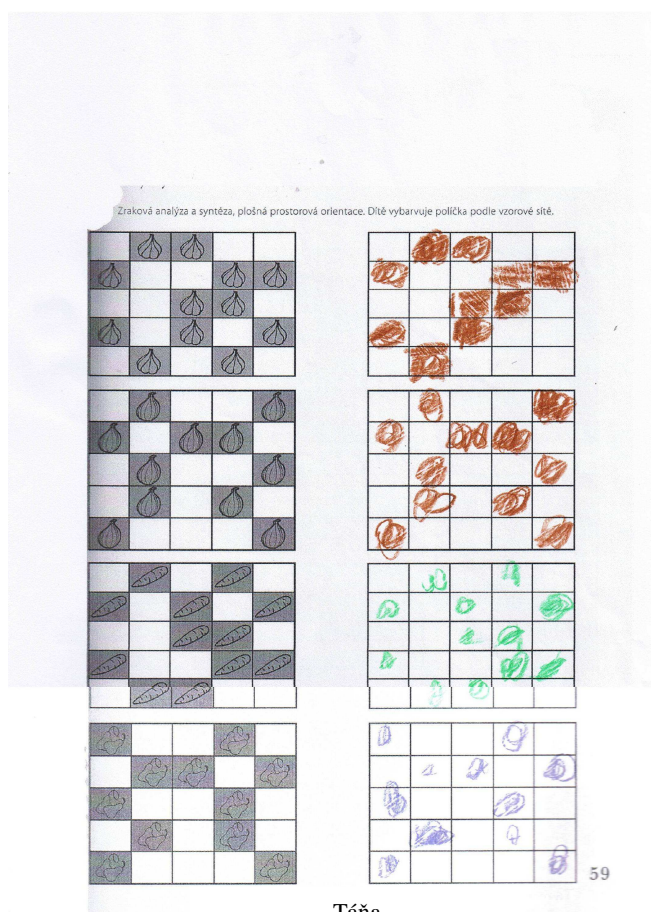 Zraková analýza a syntéza, plošná prostorová orientace. Dítě vybarvuje políčka podle vzorové sítě.
59
Táňa